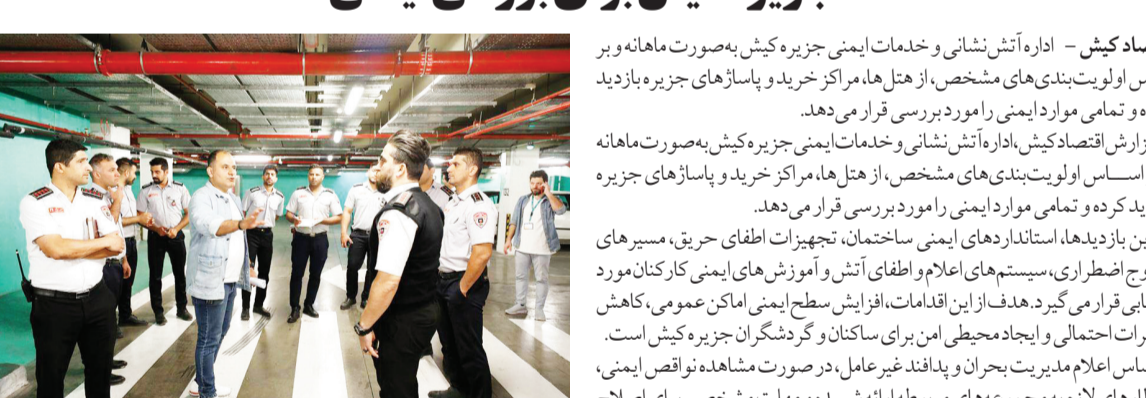 کیش – اداره آتش‌نشانی و خدمات ایمنی جزیره کیش به‌صورت ماهانه و بر
اولویت‌بندی‌های مشخص، از هتل‌ها، مراکز خرید و پاساژهای جزیره بازدید
و تمامی موارد ایمنی را مورد بررسی قرار می‌دهد.
اقتصاد کیش، اداره آتش‌نشانی و خدمات ایمنی جزیره کیش به‌صورت ماهانه
اســاس اولویت‌بندی‌های مشخص، از هتل‌ها، مراکز خرید و پاساژهای جزیره
کرده و تمامی موارد ایمنی را مورد بررسی قرار می‌دهد.
بازدیدها، استانداردهای ایمنی ساختمان، تجهیزات اطفای حریق، مسیرهای
اضطراری، سیستم‌های اعلام و اطفای آتش و آموزش‌های ایمنی کارکنان مورد
قرار می‌گیرد. هدف از این اقدامات، افزایش سطح ایمنی اماکن عمومی، کاهش
احتمالی و ایجاد محیطی امن برای ساکنان و گردشگران جزیره کیش است.
اعلام مدیریت بحران و پدافند غیرعامل، در صورت مشاهده نواقص ایمنی،